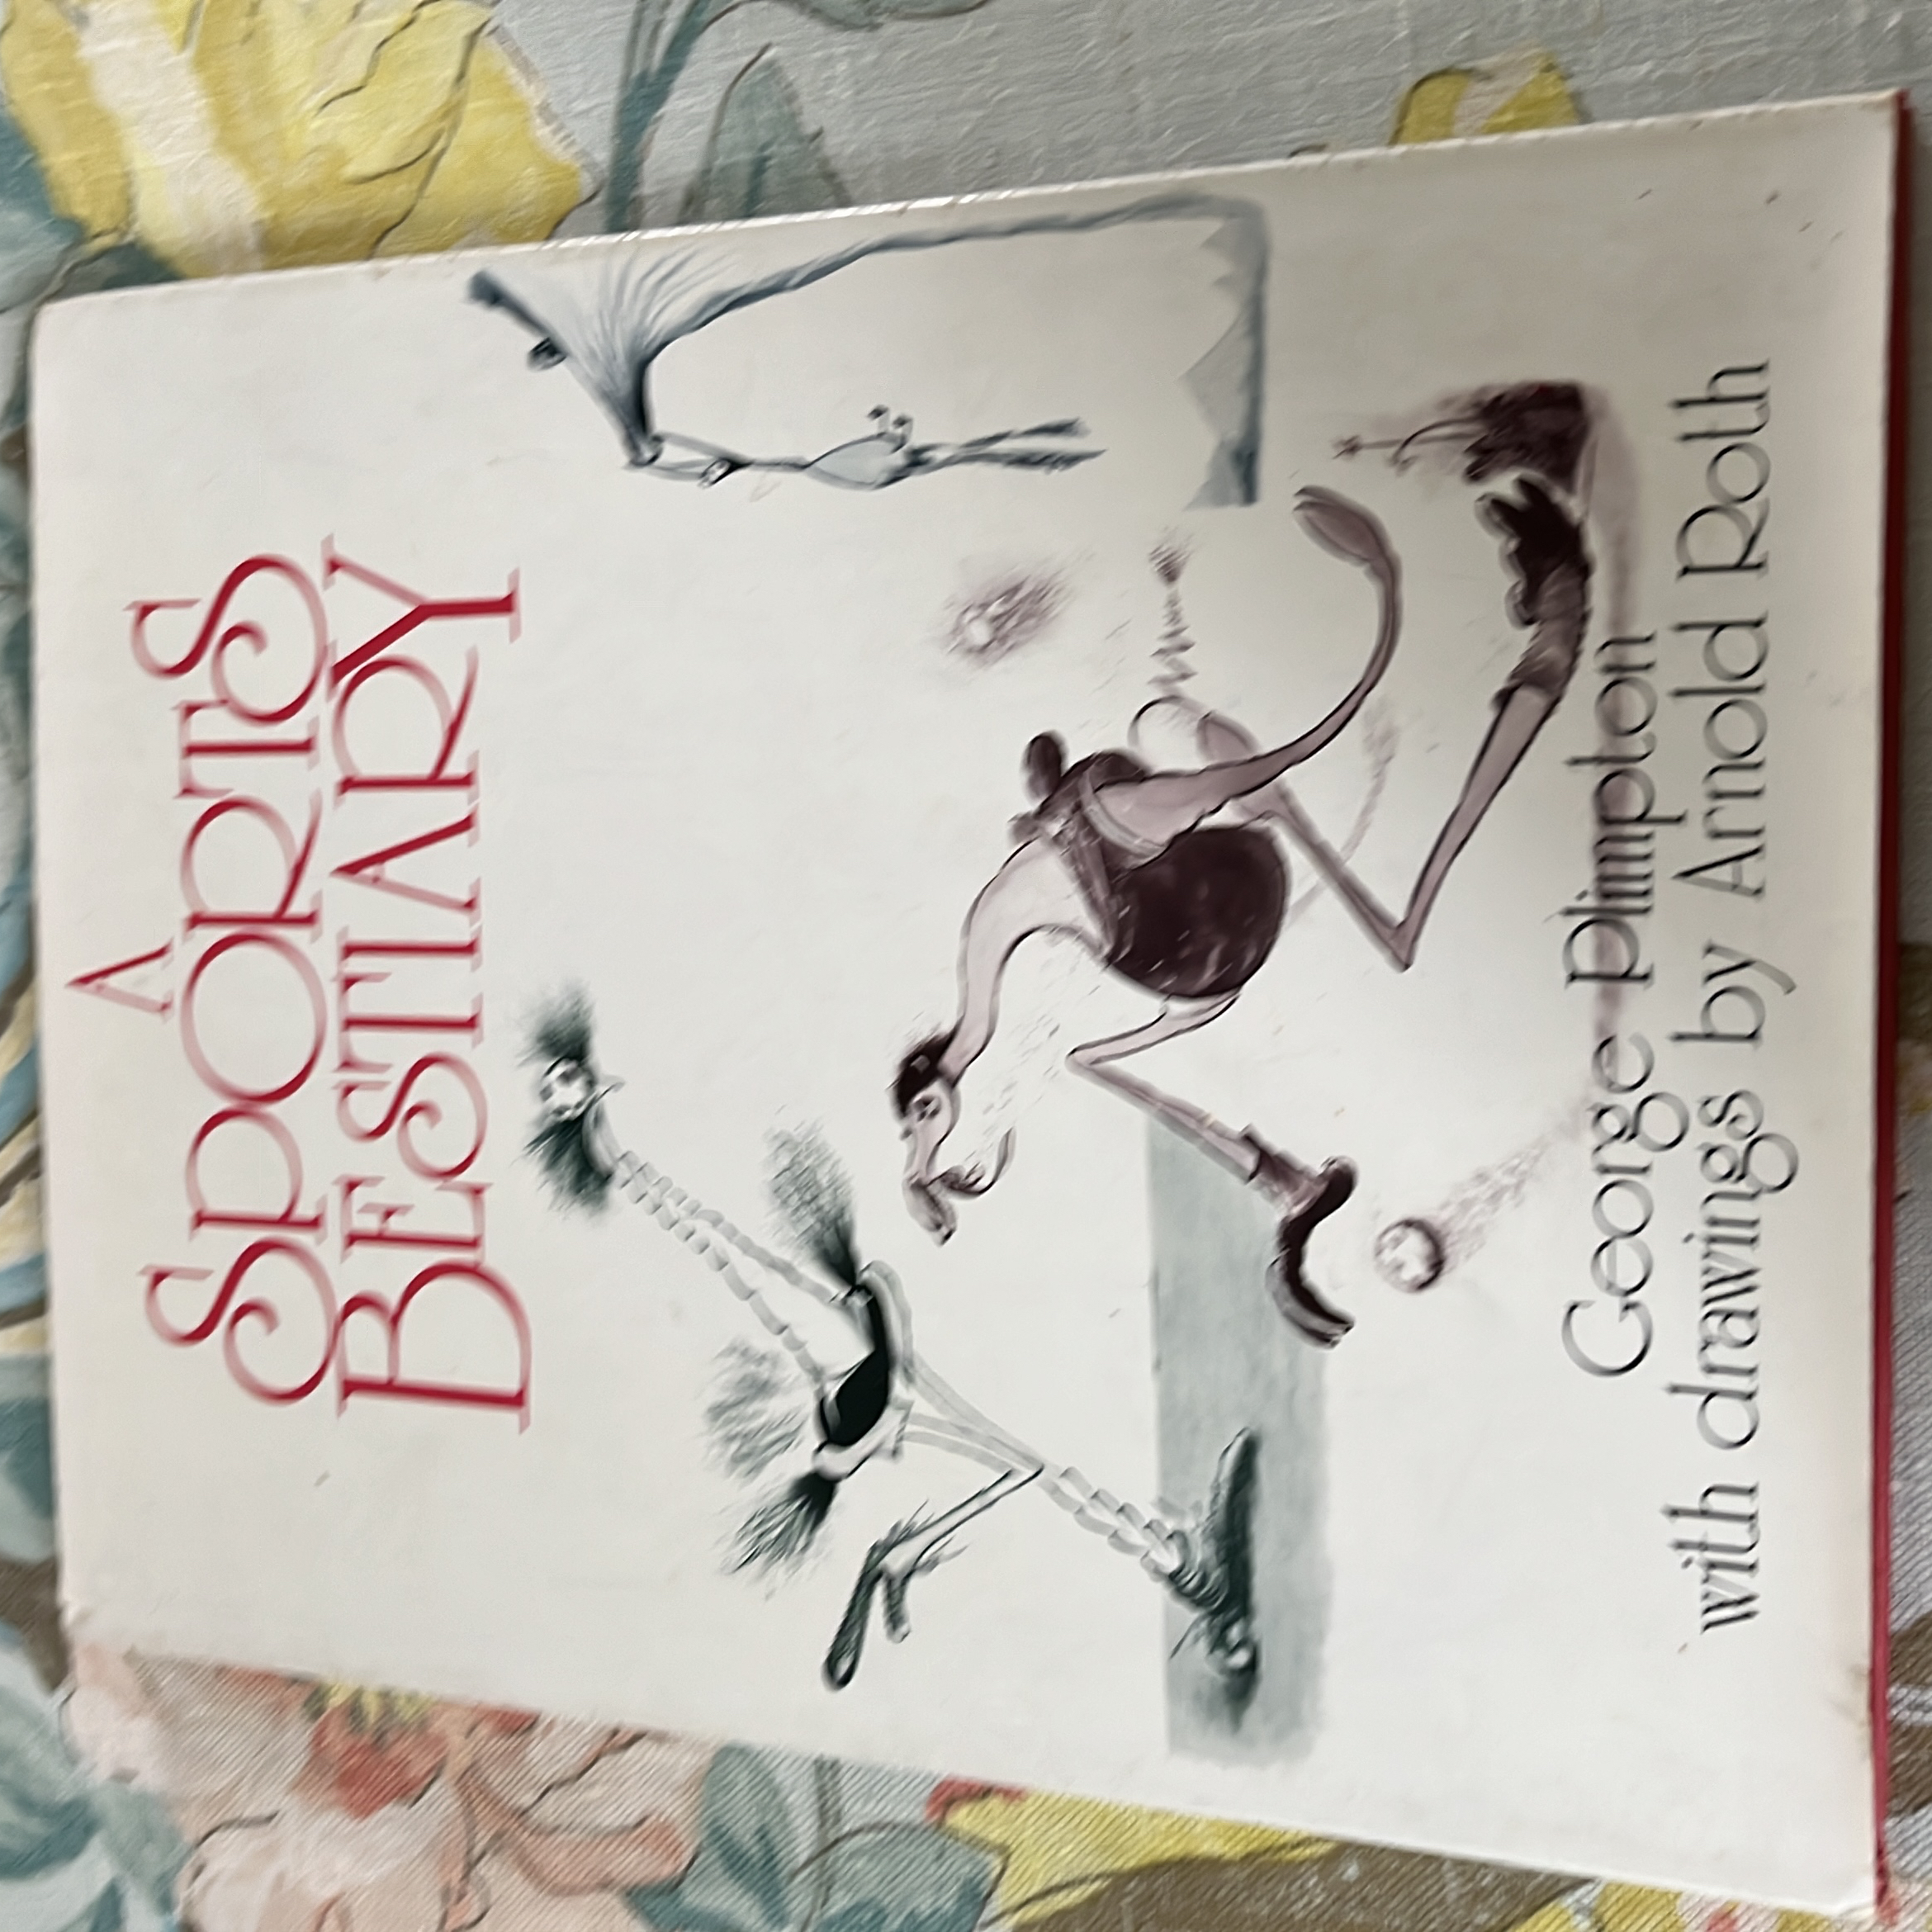 A
SpORTS
BESTIARY
George plimpton
with drawings by Arnold Roth